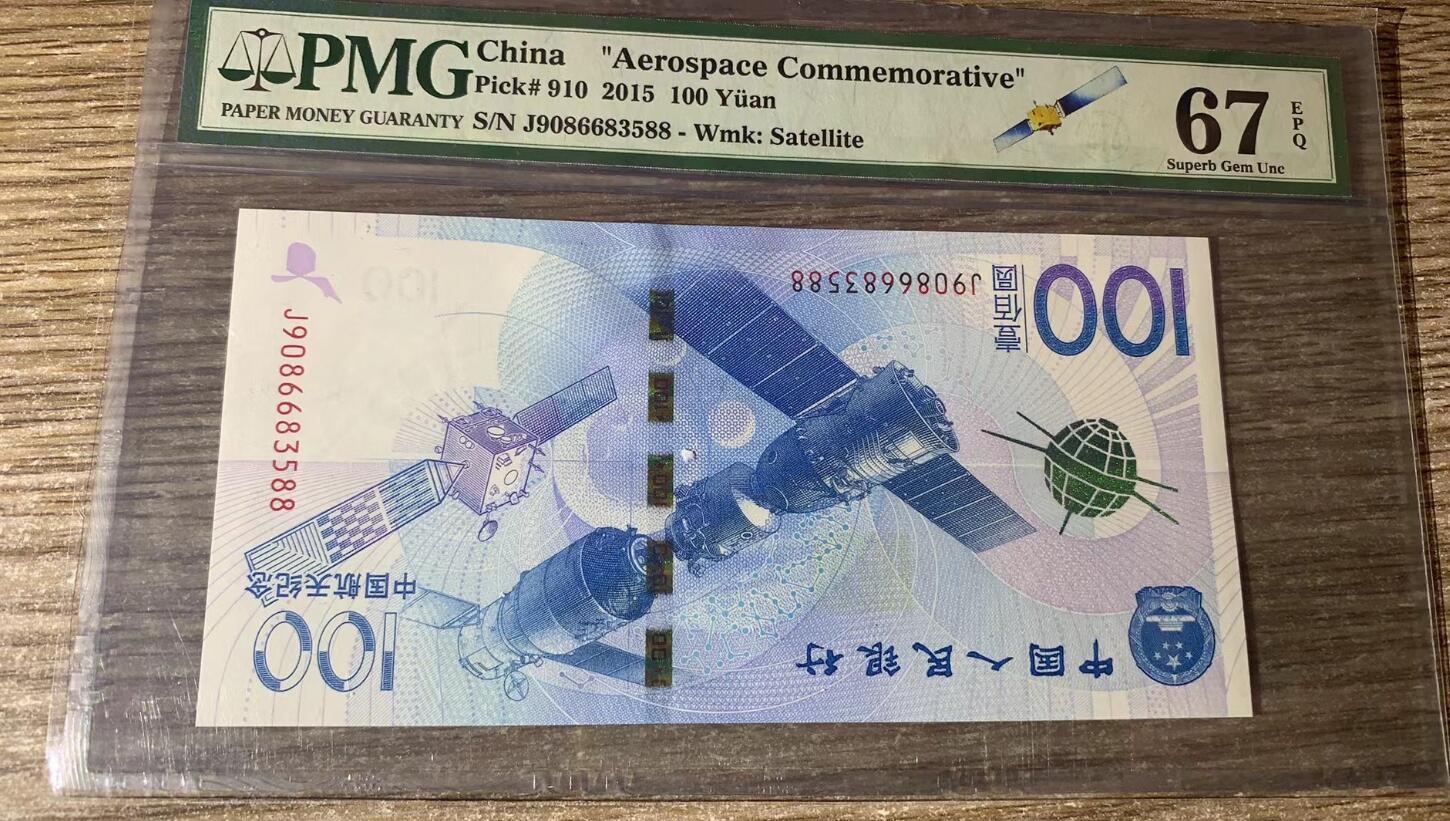 PMG
PAPER MONEY GUARANTY
China "Aerospace Commemorative"
Pick# 910 2015 100 Yüan
S/N J9086683588 - Wmk: Satellite
67
EPQ
Superb Gem Unc
中国人民银行
中国航天纪念
100
J9086683588
100
壹佰圆
J9086683588
100